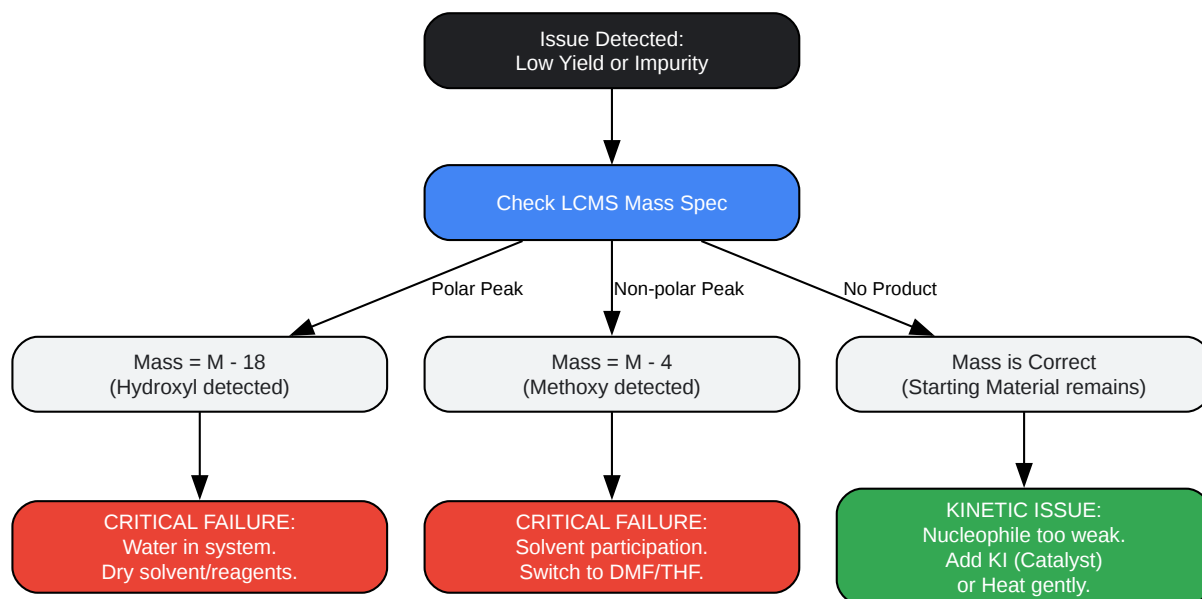 Issue Detected:
Low Yield or Impurity
Check LCMS Mass Spec
Polar Peak
Non-polar Peak
No Product
Mass = M - 18
(Hydroxyl detected)
Mass = M - 4
(Methoxy detected)
Mass is Correct
(Starting Material remains)
CRITICAL FAILURE:
Water in system.
Dry solvent/reagents.
CRITICAL FAILURE:
Solvent participation.
Switch to DMF/THF.
KINETIC ISSUE:
Nucleophile too weak.
Add KI (Catalyst)
or Heat gently.